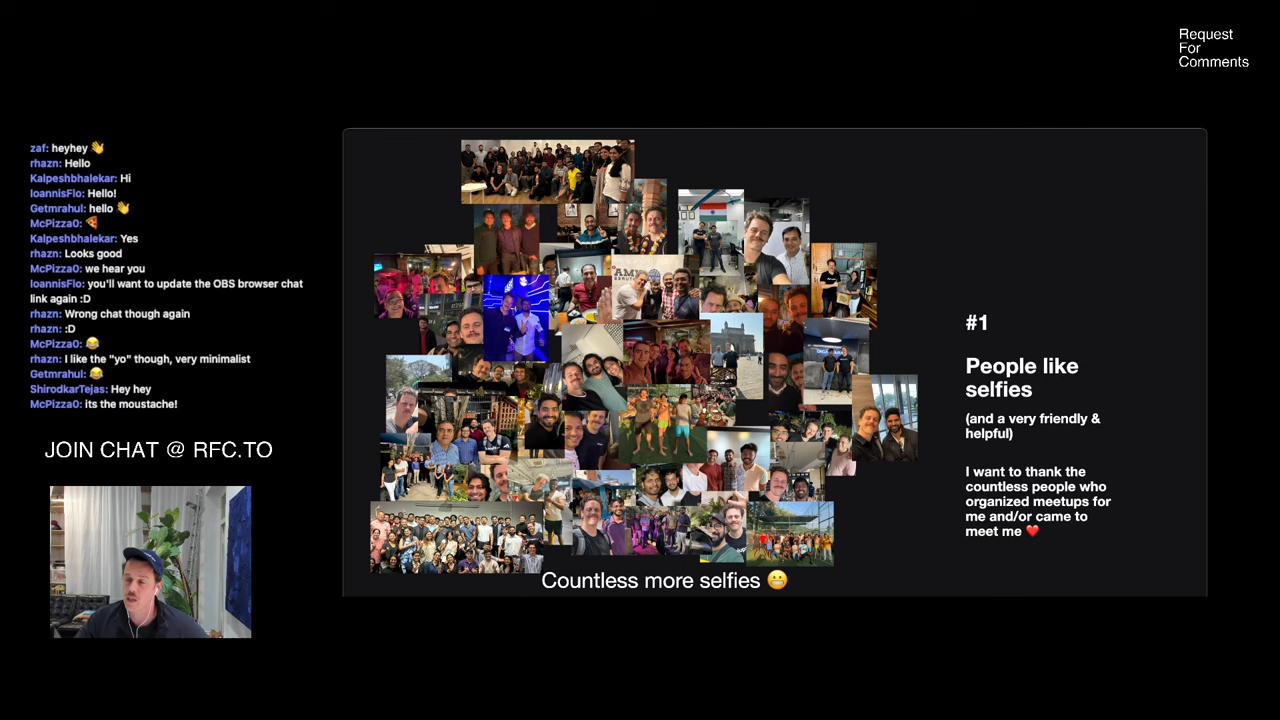 Request
For
Comments
zaf: heyhey 👋
rhazn: Hello
Kalpeshbhalekar: Hi
IoannisFlo: Hello!
Getmrahul: hello 👋
McPizza0: 🍕
Kalpeshbhalekar: Yes
rhazn: Looks good
McPizza0: we hear you
IoannisFlo: you'll want to update the OBS browser chat
link again :D
rhazn: Wrong chat though again
rhazn: :D
McPizza0: 😂
rhazn: I like the "yo" though, very minimalist
Getmrahul: 😂
ShirodkarTejas: Hey hey
McPizza0: its the moustache!
JOIN CHAT @ RFC.TO
#1
People like
selfies
(and a very friendly &
helpful)
I want to thank the
countless people who
organized meetups for
me and/or came to
meet me ❤️
Countless more selfies 😬